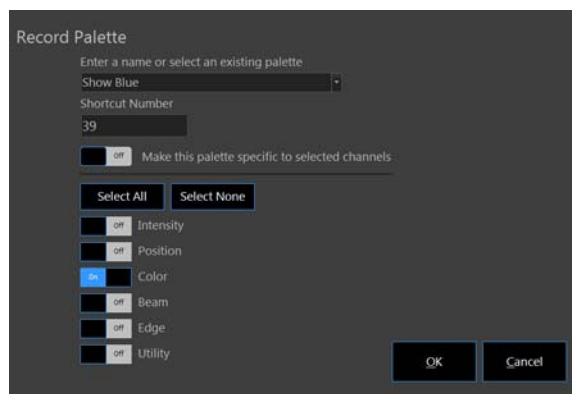 Record Palette
Enter a name or select an existing palette
Show Blue
Shortcut Number
39
Off Make this palette specific to selected channels
Select All Select None
Off Intensity
Off Position
On Color
Off Beam
Off Edge
Off Utility
OK Cancel